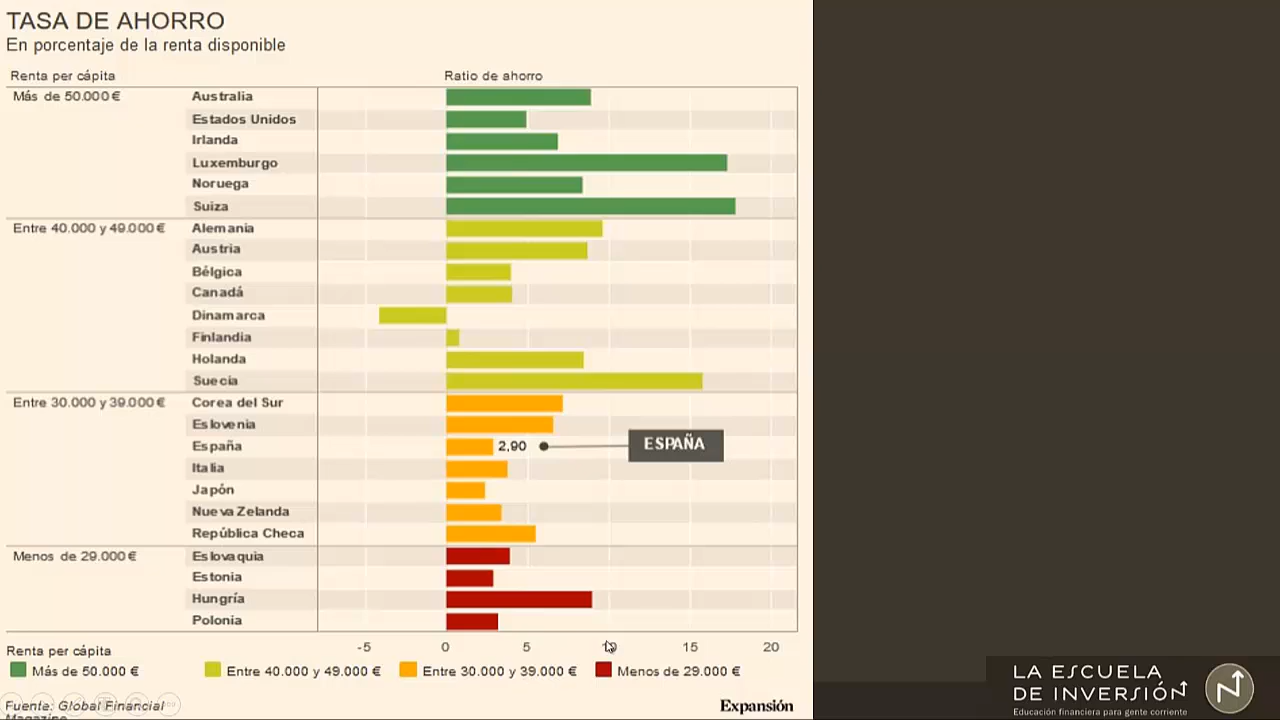 TASA DE AHORRO
En porcentaje de la renta disponible
Renta per cápita Ratio de ahorro
Más de 50.000 € Australia
Estados Unidos
Irlanda
Luxemburgo
Noruega
Suiza
Entre 40.000 y 49.000 € Alemania
Austria
Bélgica
Canadá
Dinamarca
Finlandia
Holanda
Suecia
Entre 30.000 y 39.000 € Corea del Sur
Eslovenia
España 2,90 ESPAÑA
Italia
Japón
Nueva Zelanda
República Checa
Menos de 29.000 € Eslovaquia
Estonia
Hungría
Polonia
-5 0 5 10 15 20
Renta per cápita
Más de 50.000 € Entre 40.000 y 49.000 € Entre 30.000 y 39.000 € Menos de 29.000 €
Fuente: Global Financial
Magazine
Expansión
LA ESCUELA
DE INVERSIÓN
Educación financiera para gente corriente